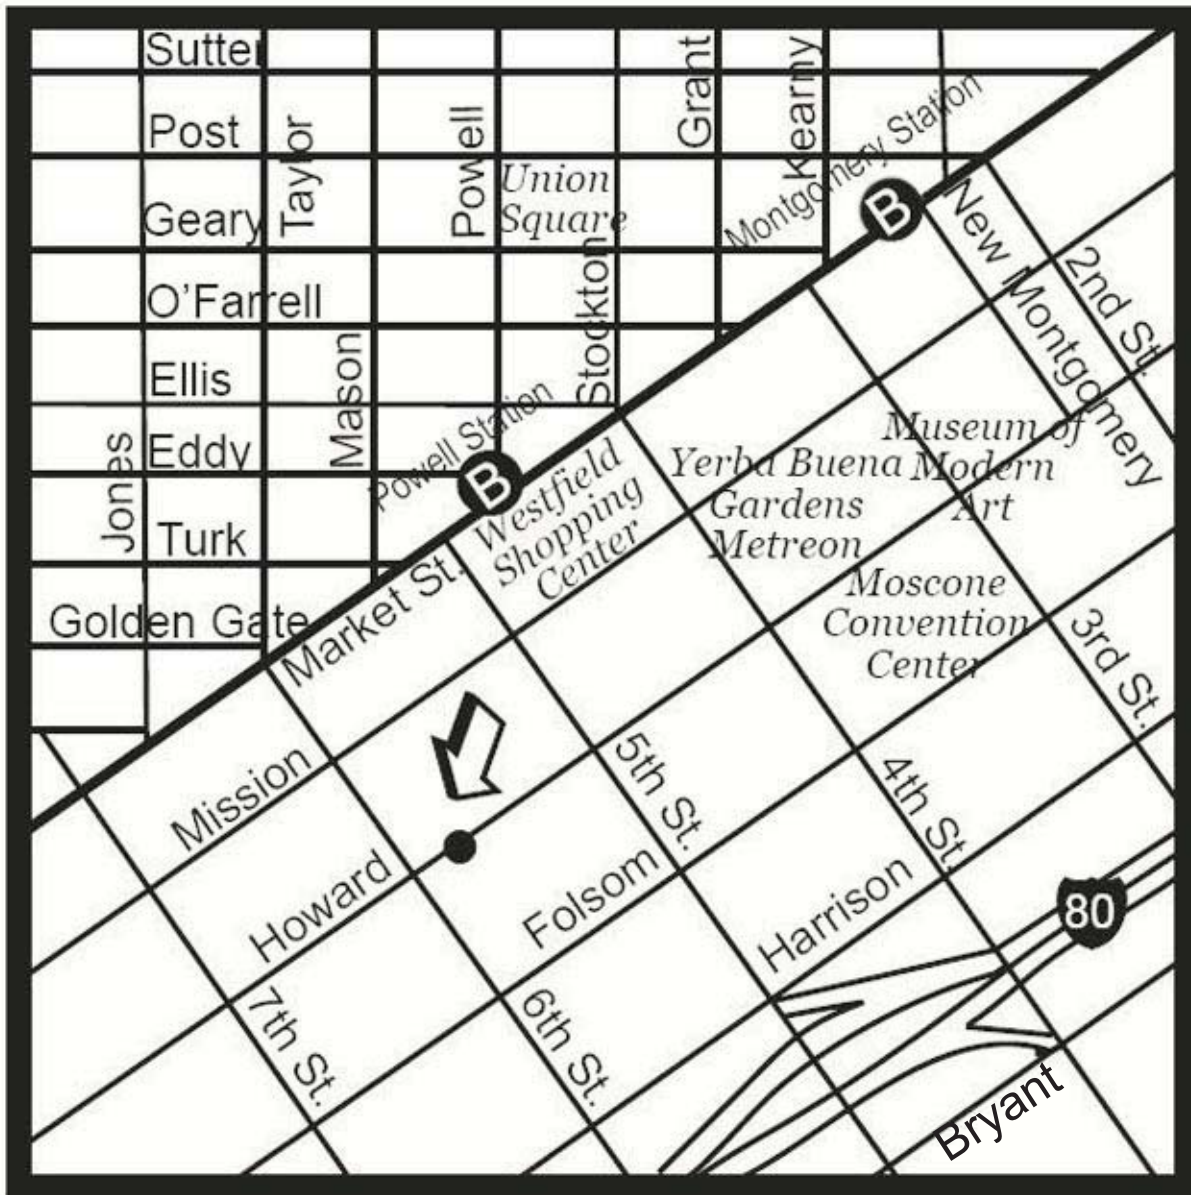 Sutter
Grant
Kearny
Post
Taylor
Powell
Montgomery Station
Union
Square
B
Geary
New Montgomery
2nd St.
O'Farrell
Stockton
Ellis
Mason
Powell Station
B
Jones
Eddy
Westfield
Shopping
Center
Yerba Buena
Gardens
Metreon
Museum of
Modern
Art
Turk
Moscone
Convention
Center
Golden Gate
Market St.
3rd St.
Mission
5th St.
4th St.
Howard
Folsom
Harrison
80
7th St.
6th St.
Bryant